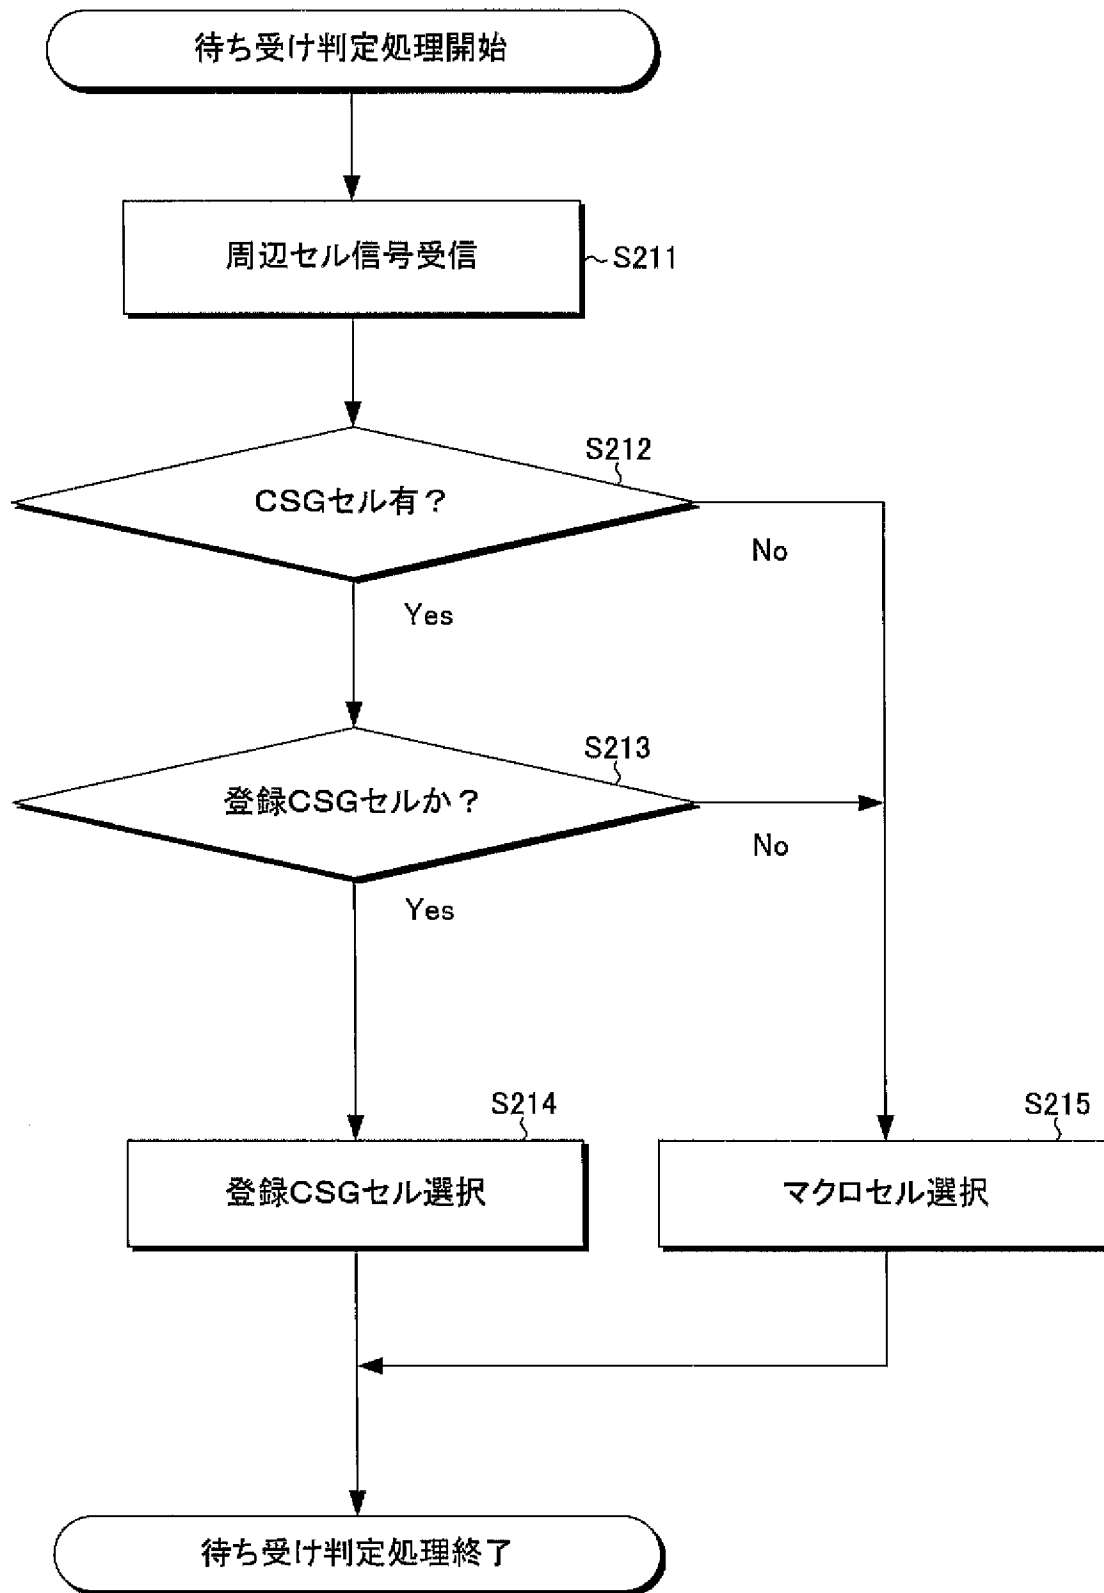 待ち受け判定処理開始
周辺セル信号受信
S211
S212
CSGセル有？
No
Yes
S213
登録CSGセルか？
No
Yes
S214
登録CSGセル選択
S215
マクロセル選択
待ち受け判定処理終了